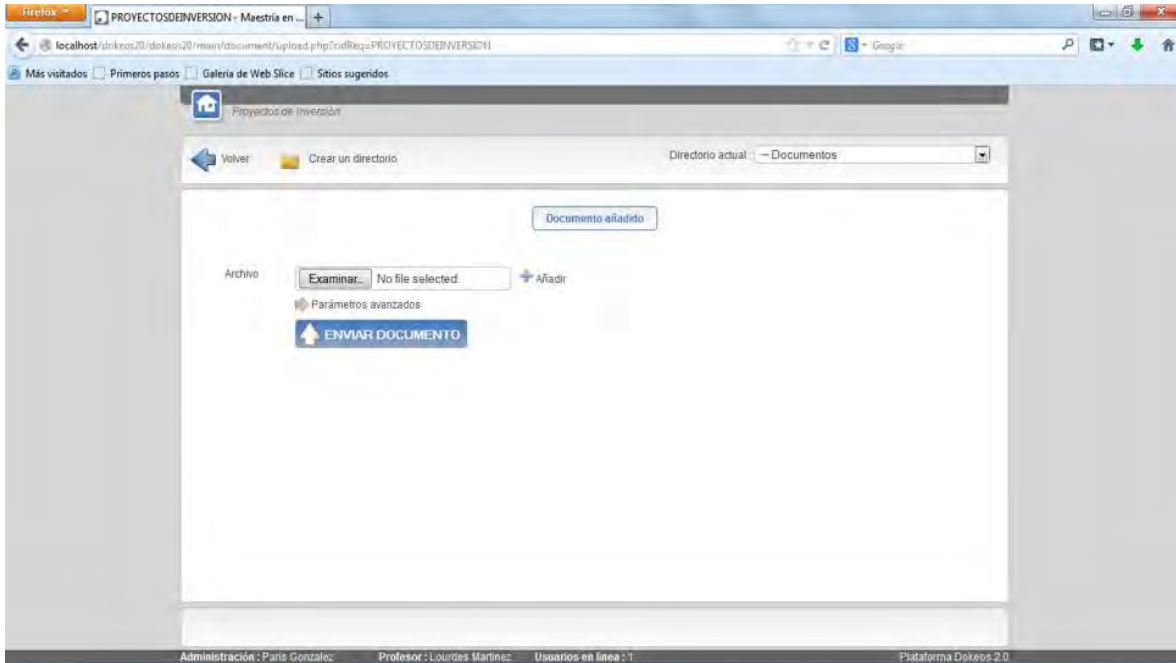 Firefox
PROYECTOSDEINVERSION - Maestría en ...
localhost/dokeos20/dokeos20/main/document/upload.php?cidReq=PROYECTOSDEINVERSION
Google
Más visitados Primeros pasos Galería de Web Slice Sitios sugeridos
Proyectos de Inversión
Volver Crear un directorio Directorio actual : -- Documentos
Documento añadido
Archivo Examinar... No file selected. Añadir
Parámetros avanzados
ENVIAR DOCUMENTO
Administración : Paris Gonzalez Profesor : Lourdes Martinez Usuarios en línea : 1 Plataforma Dokeos 2.0